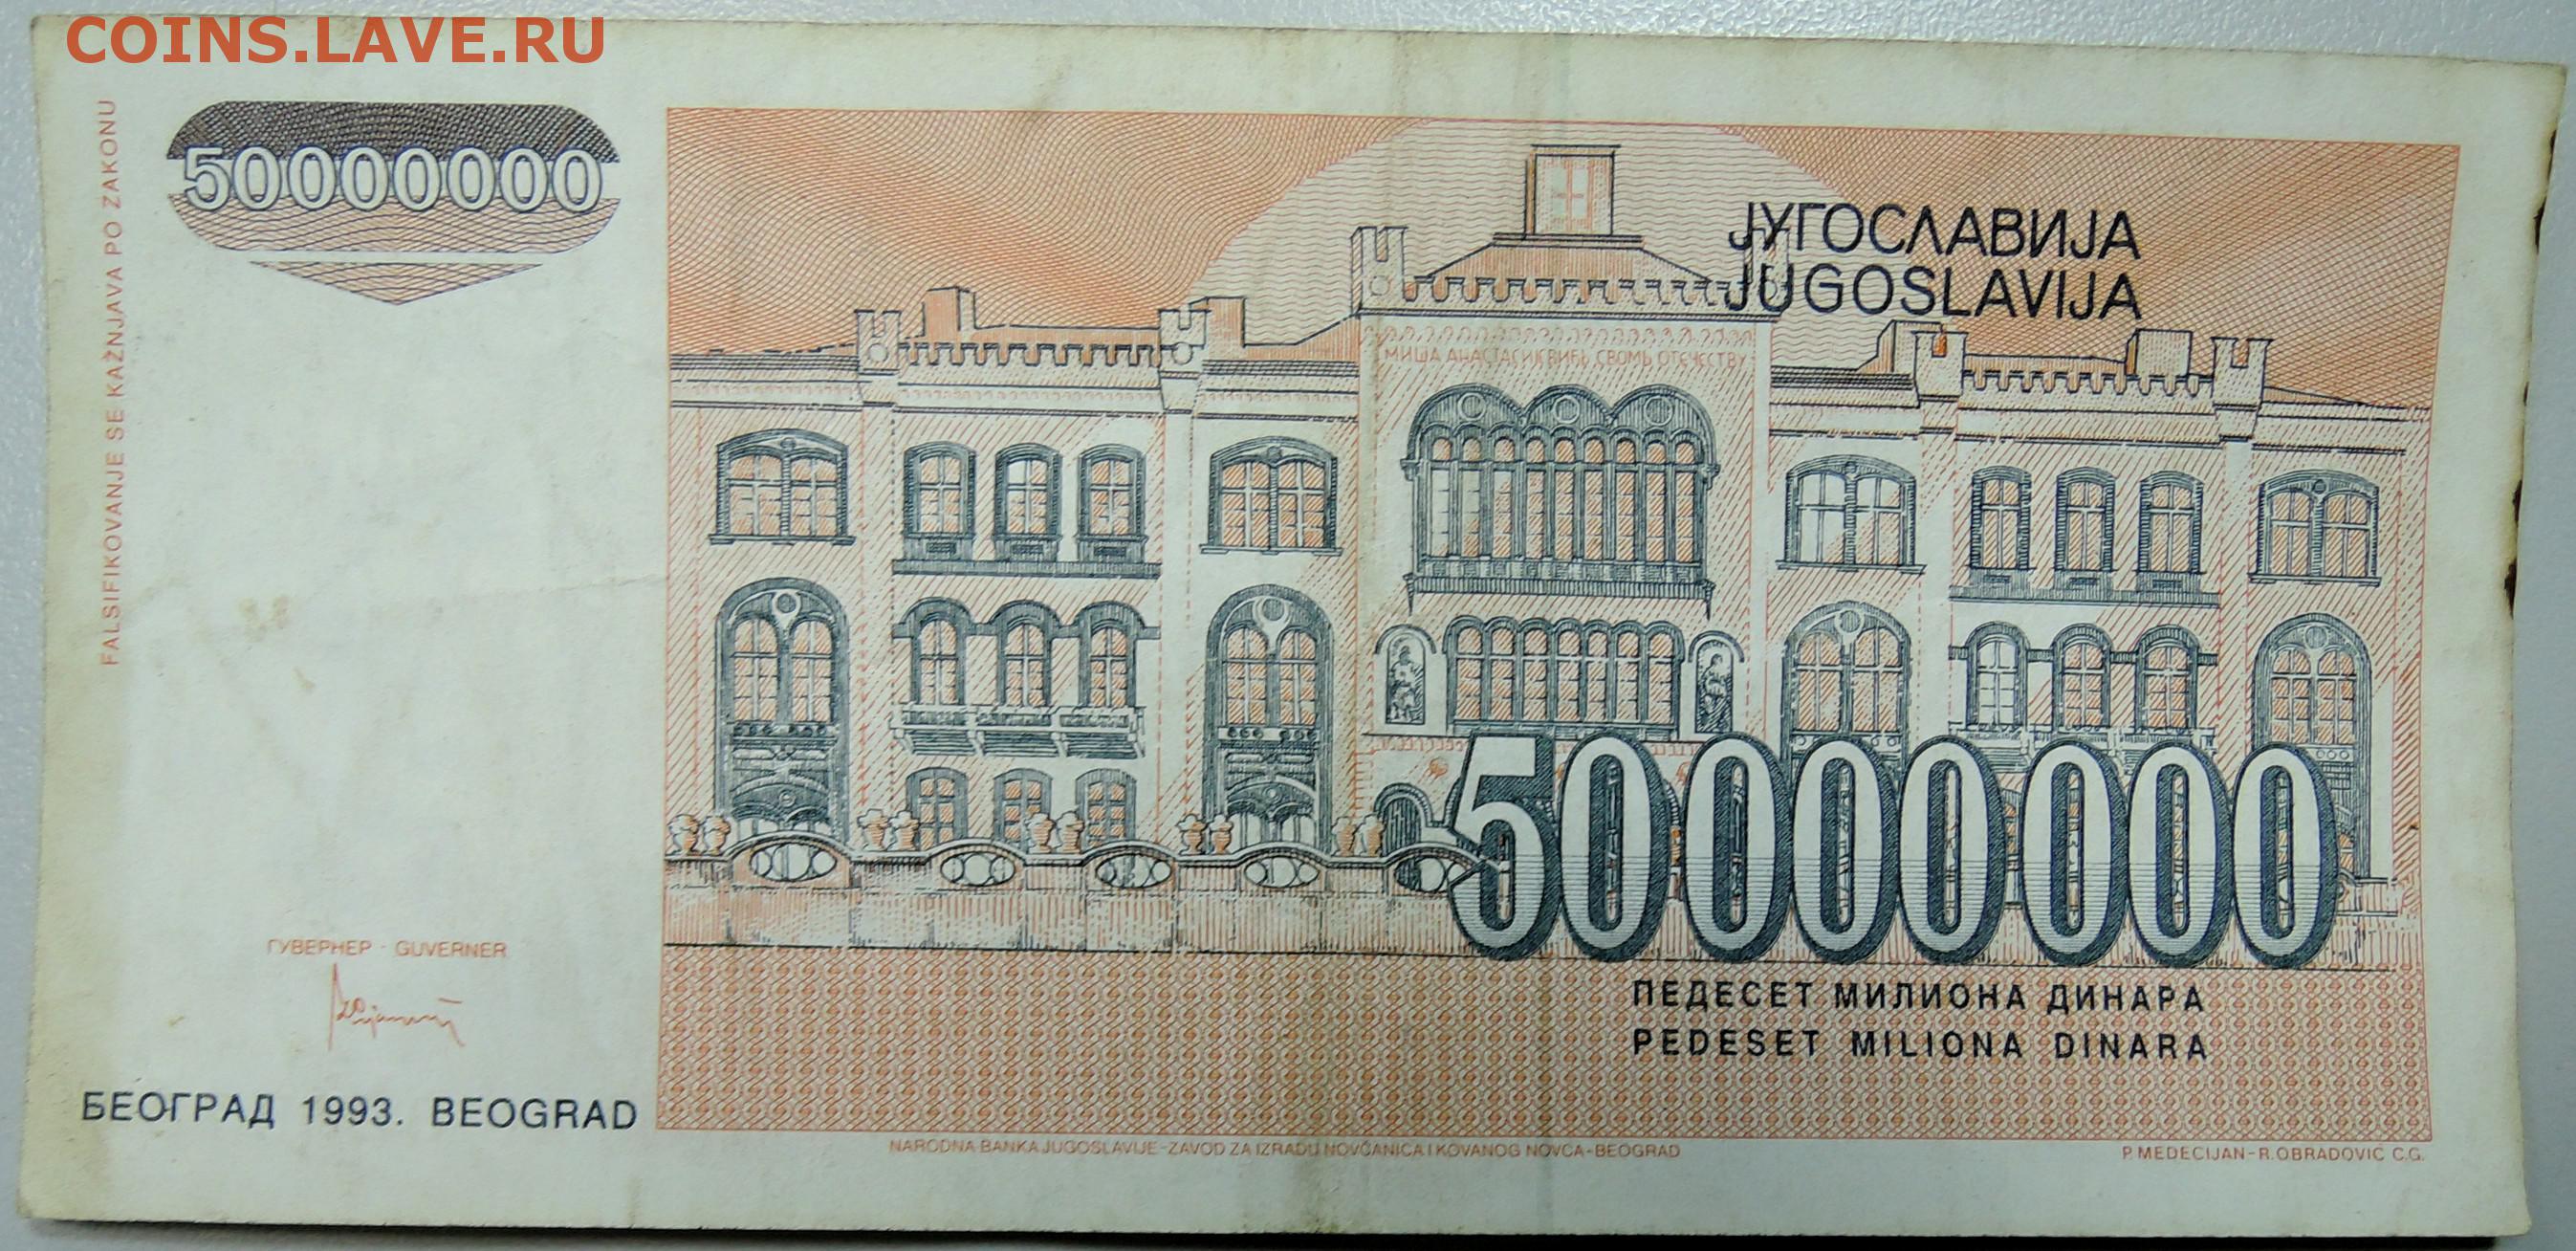 COINS.LAVE.RU
FALSIFIKOVANJE SE KAŽNJAVA PO ZAKONU
50000000
ЈУГОСЛАВИЈА
JUGOSLAVIJA
МИША АНАСТАСИЈЕВИЋЬ СВОМЬ ОТЕЧЕСТВУ
50000000
ГУВЕРНЕР - GUVERNER
ПЕДЕСЕТ МИЛИОНА ДИНАРА
PEDESET MILIONA DINARA
БЕОГРАД 1993. BEOGRAD
NARODNA BANKA JUGOSLAVIJE-ZAVOD ZA IZRADU NOVČANICA I KOVANOG NOVCA-BEOGRAD
P. MEDECIJAN-R. OBRADOVIC C.G.